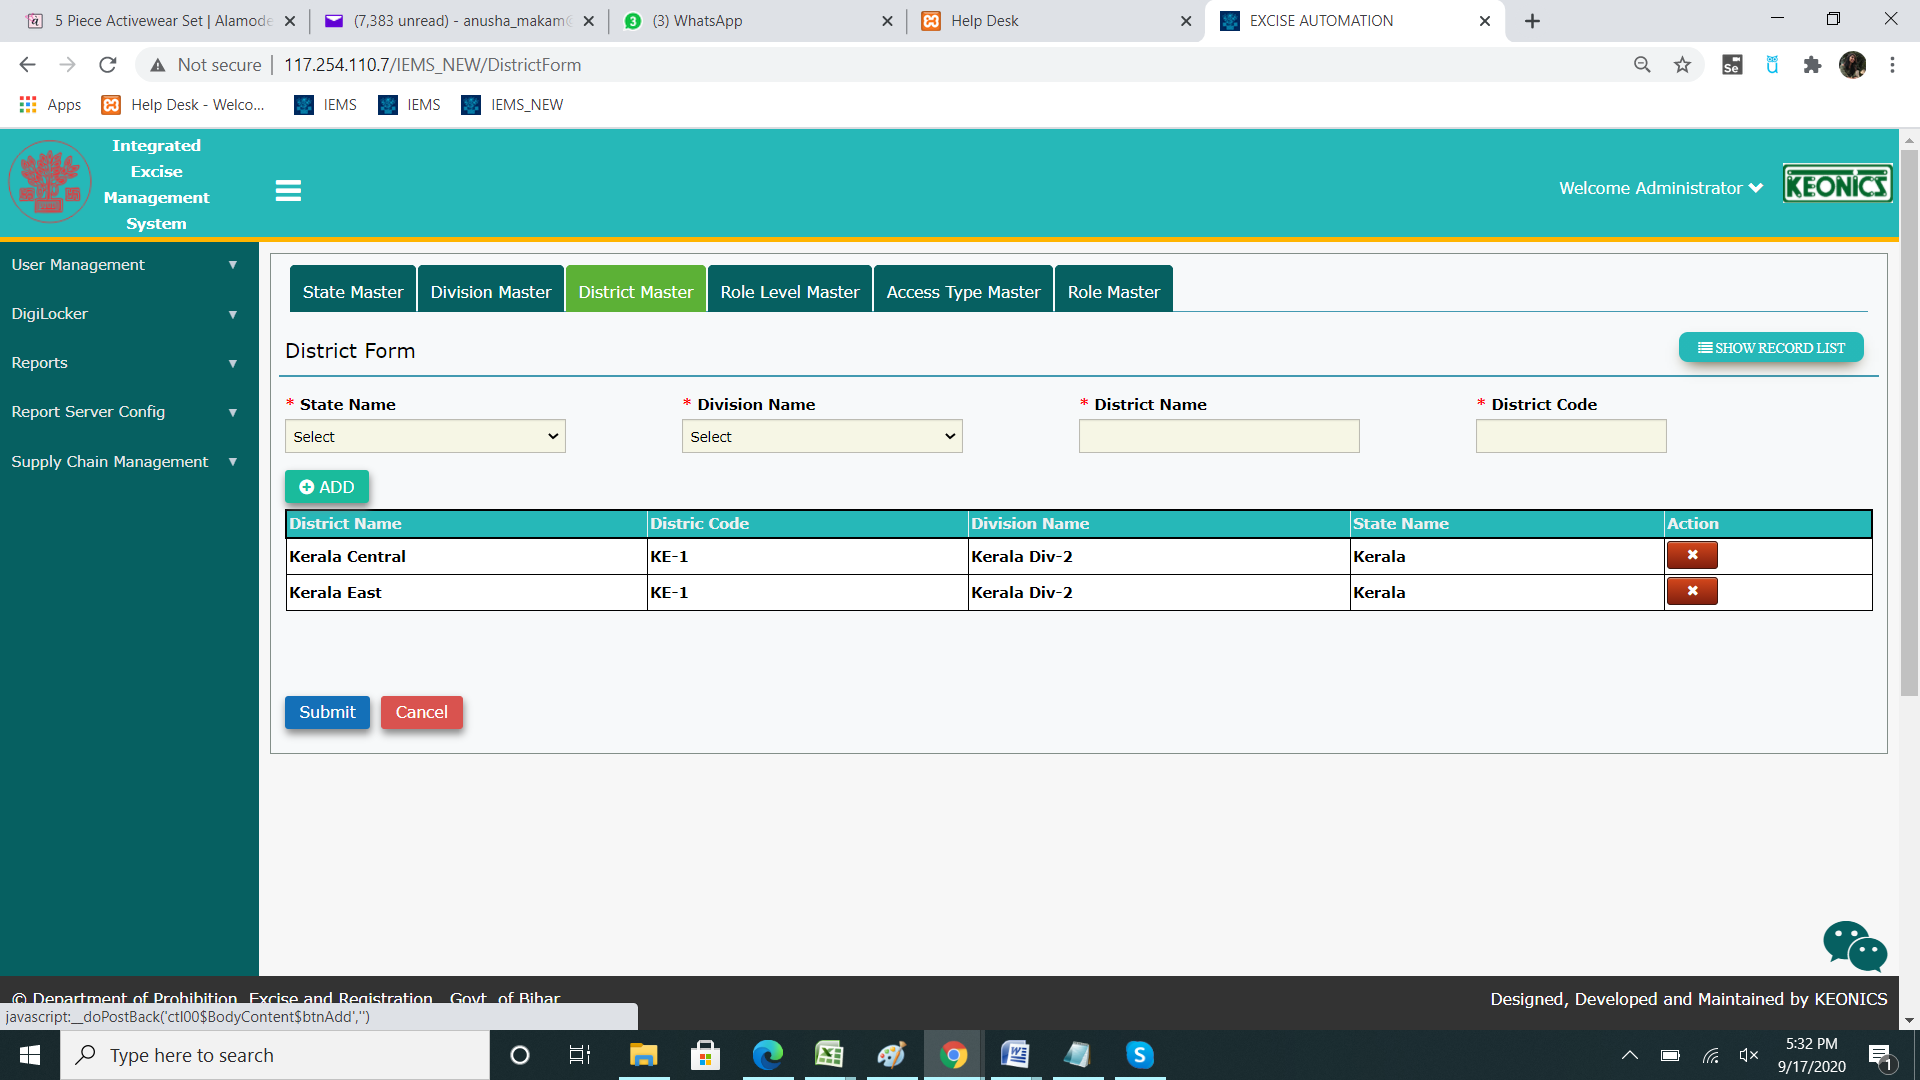 5 Piece Activewear Set | Alamode
(7,383 unread) - anusha_makam@
(3) WhatsApp
Help Desk
EXCISE AUTOMATION
Not secure
117.254.110.7/IEMS_NEW/DistrictForm
Apps
Help Desk - Welco...
IEMS
IEMS
IEMS_NEW
Integrated
Excise
Management
System
Welcome Administrator
KEONICS
User Management
DigiLocker
Reports
Report Server Config
Supply Chain Management
State Master
Division Master
District Master
Role Level Master
Access Type Master
Role Master
District Form
SHOW RECORD LIST
* State Name
* Division Name
* District Name
* District Code
Select
Select
ADD
District Name Distric Code Division Name State Name Action
Kerala Central KE-1 Kerala Div-2 Kerala
Kerala East KE-1 Kerala Div-2 Kerala
Submit
Cancel
© Department of Prohibition, Excise and Registration, Govt. of Bihar
Designed, Developed and Maintained by KEONICS
javascript:__doPostBack('ctl00$BodyContent$btnAdd','')
Type here to search
5:32 PM
9/17/2020
1